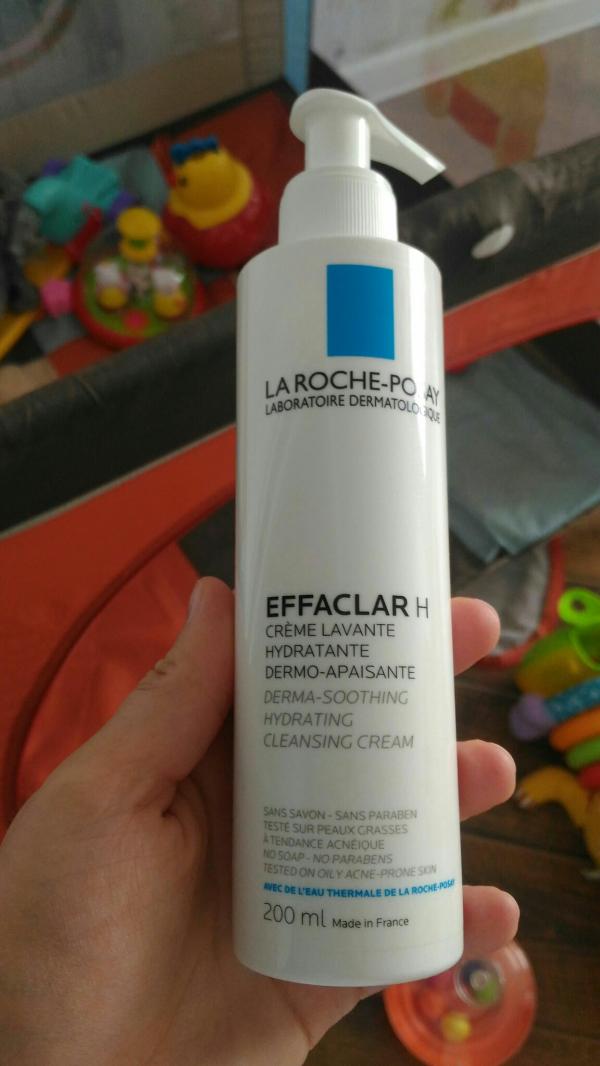 LA ROCHE-POSAY
LABORATOIRE DERMATOLOGIQUE
EFFACLAR H
CRÈME LAVANTE
HYDRATANTE
DERMO-APAISANTE
DERMA-SOOTHING
HYDRATING
CLEANSING CREAM
SANS SAVON - SANS PARABEN
TESTÉ SUR PEAUX GRASSES
À TENDANCE ACNÉIQUE
NO SOAP - NO PARABENS
TESTED ON OILY ACNE-PRONE SKIN
AVEC DE L'EAU THERMALE DE LA ROCHE-POSAY
200 ml Made in France